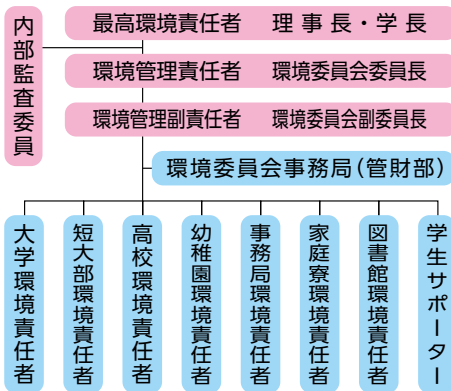 内部監査委員
最高環境責任者 理事長・学長
環境管理責任者 環境委員会委員長
環境管理副責任者 環境委員会副委員長
環境委員会事務局(管財部)
大学環境責任者
短大部環境責任者
高校環境責任者
幼稚園環境責任者
事務局環境責任者
家庭寮環境責任者
図書館環境責任者
学生サポーター